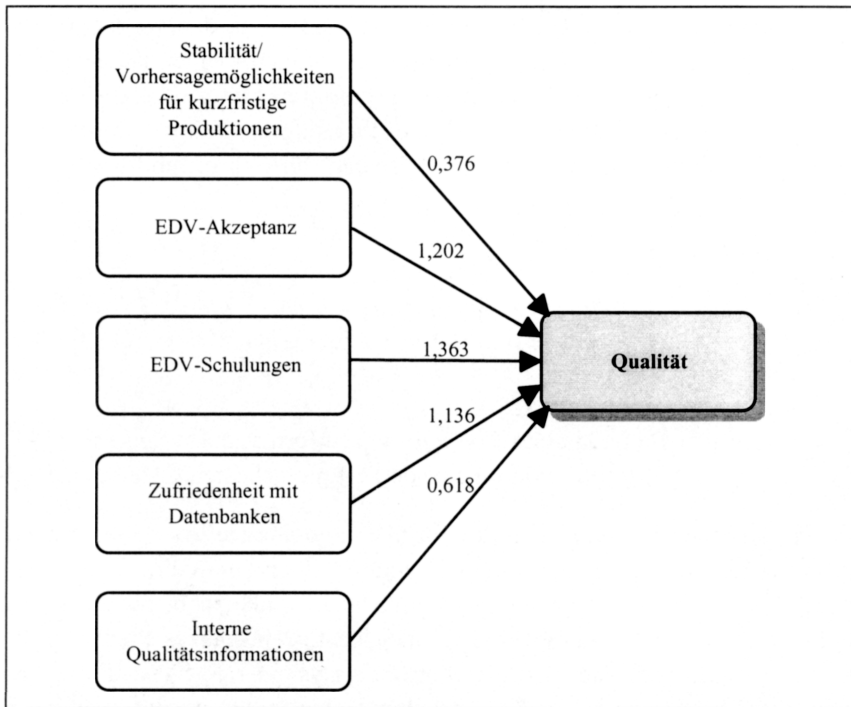 Stabilität/
Vorhersagemöglichkeiten
für kurzfristige
Produktionen
0,376
EDV-Akzeptanz
1,202
EDV-Schulungen
1,363
Qualität
1,136
Zufriedenheit mit
Datenbanken
0,618
Interne
Qualitätsinformationen